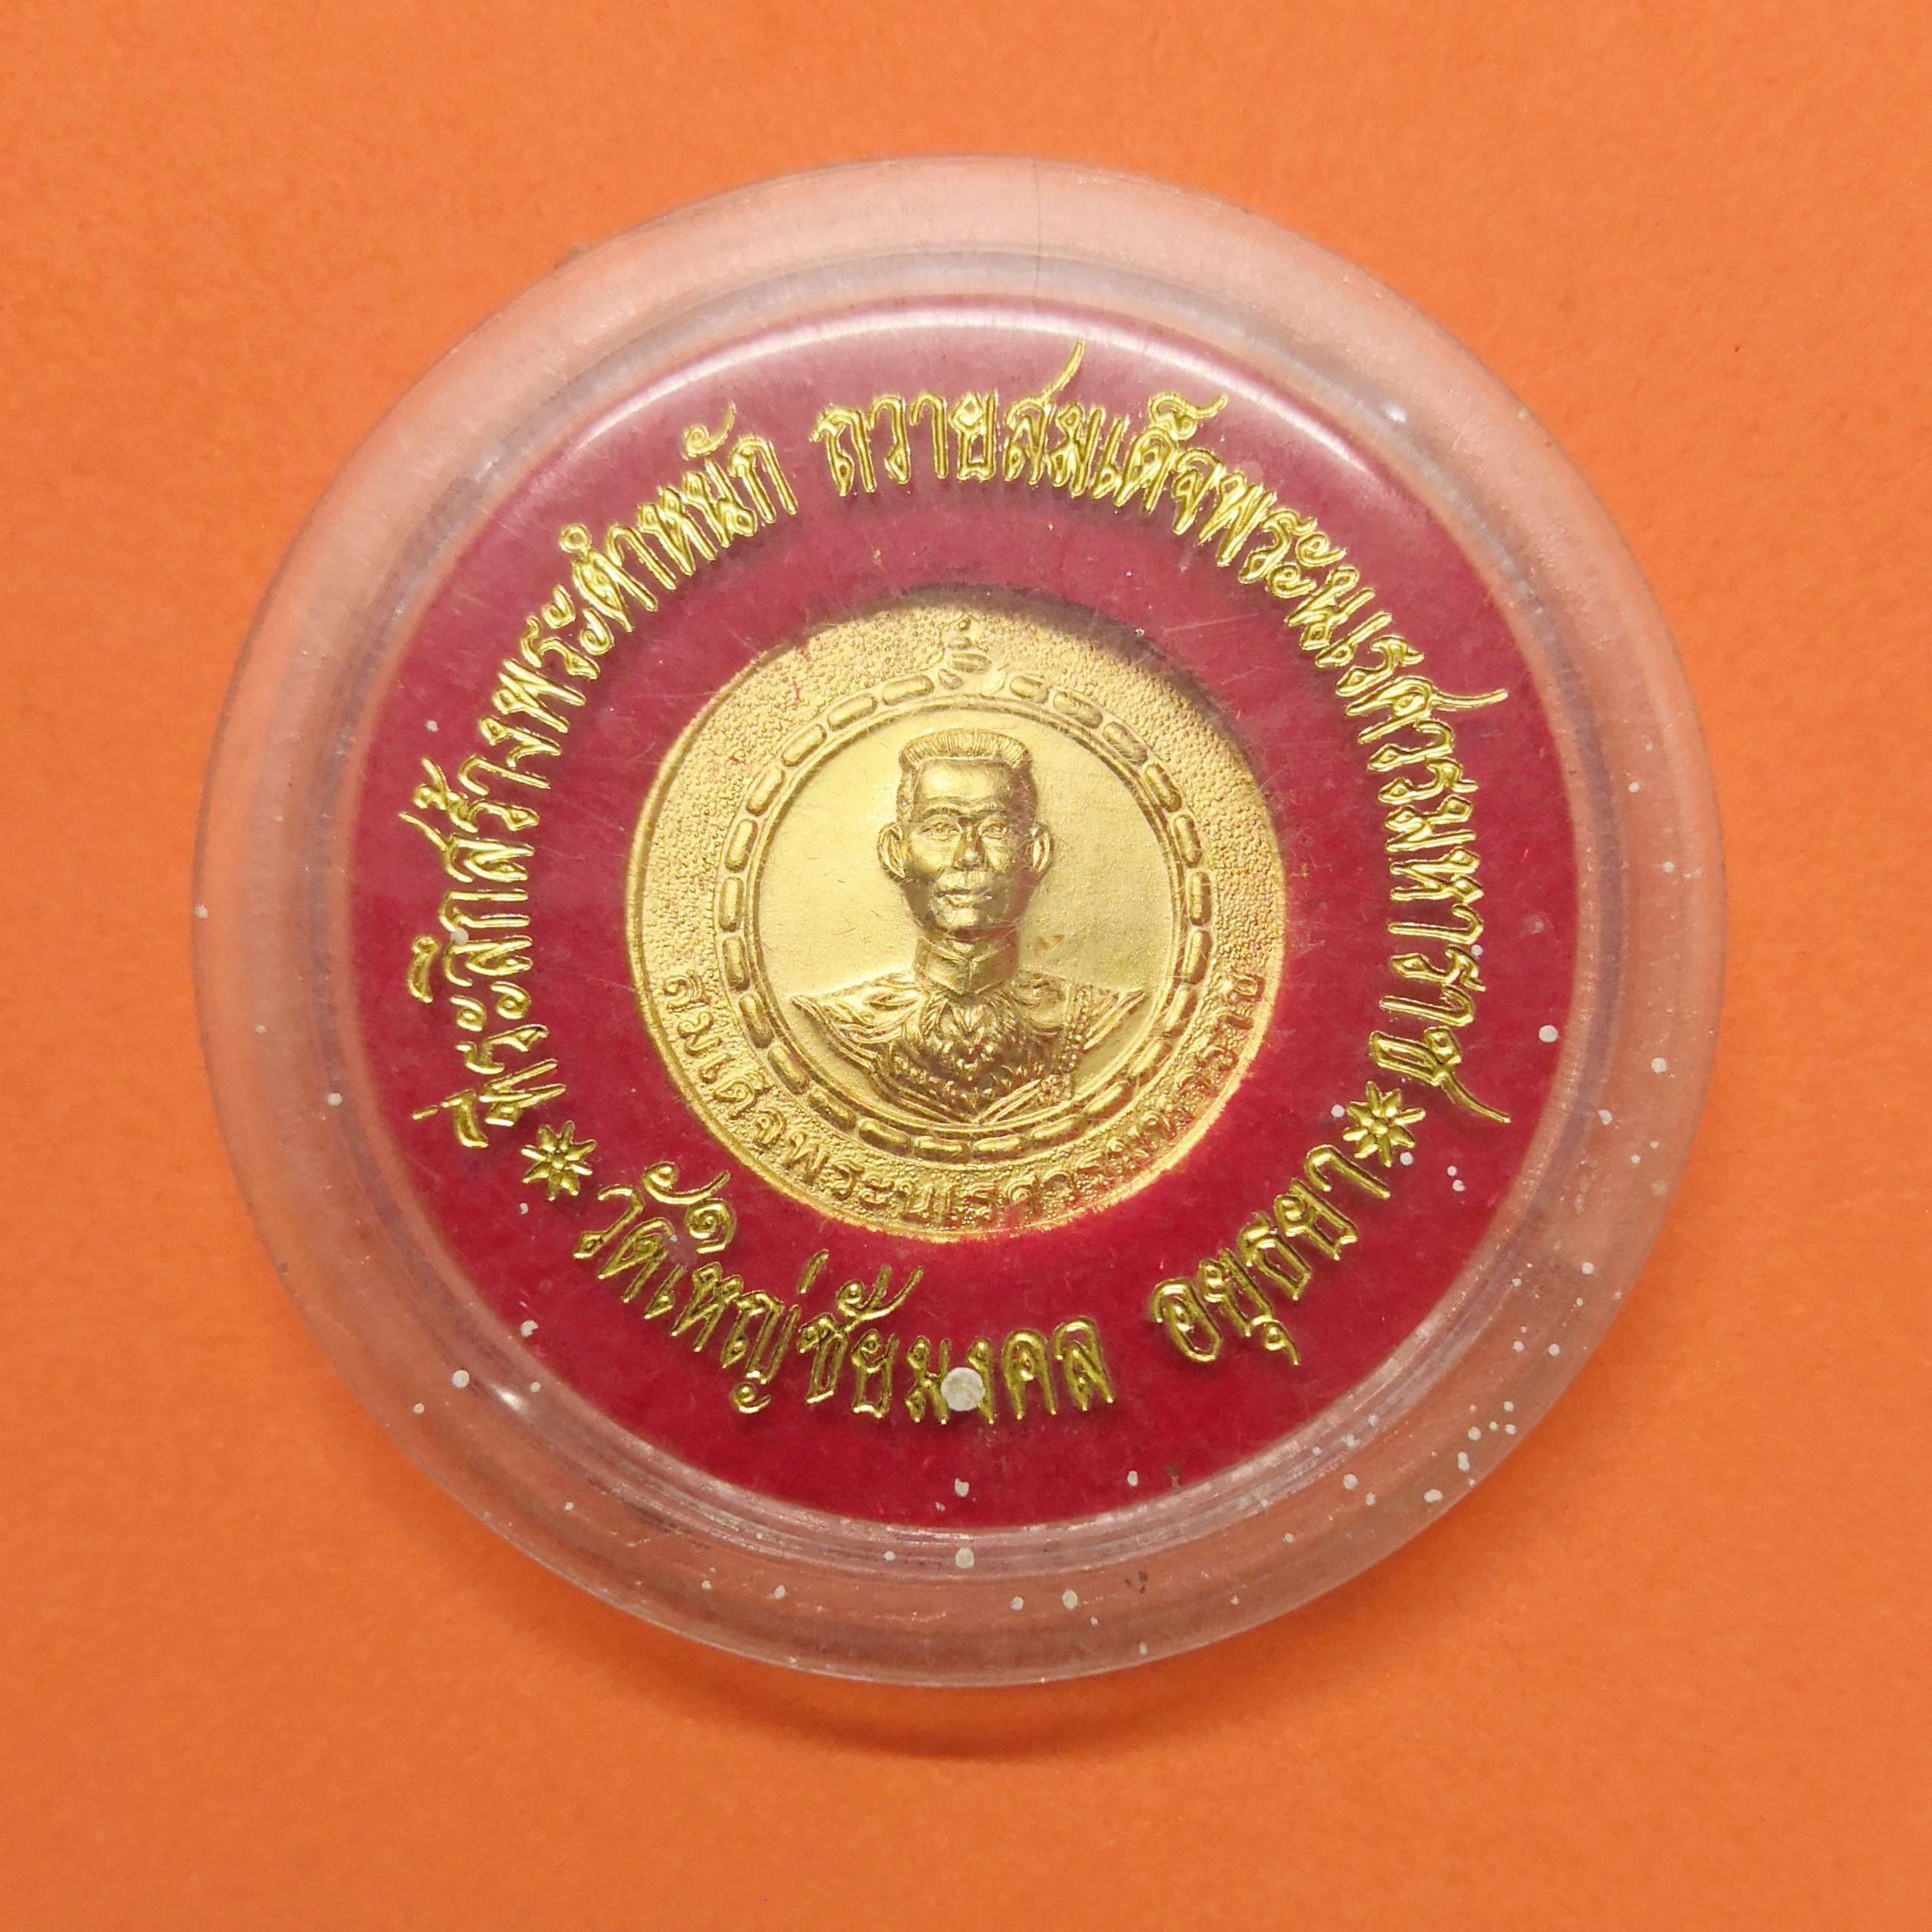 ที่ระลึกสร้างพระตำหนัก ถวายสมเด็จพระนเรศวรมหาราช
วัดใหญ่ชัยมงคล อยุธยา
สมเด็จพระนเรศวรมหาราช